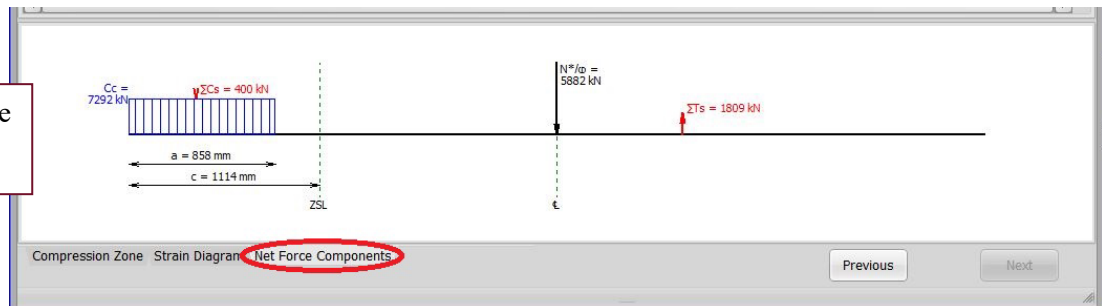 Cc =
7292 kN
ΣCs = 400 kN
N*/φ =
5882 kN
ΣTs = 1809 kN
e
a = 858 mm
c = 1114 mm
ZSL
℄
Compression Zone Strain Diagram Net Force Components
Previous
Next